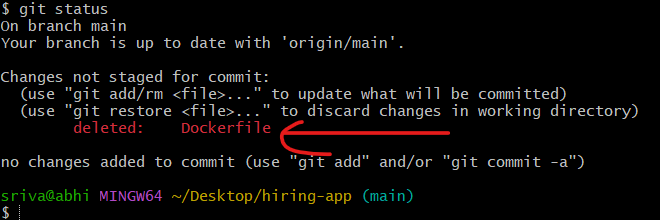 $ git status
On branch main
Your branch is up to date with 'origin/main'.
Changes not staged for commit:
(use "git add/rm <file>..." to update what will be committed)
(use "git restore <file>..." to discard changes in working directory)
deleted: Dockerfile
no changes added to commit (use "git add" and/or "git commit -a")
sriva@abhi MINGW64 ~/Desktop/hiring-app (main)
$